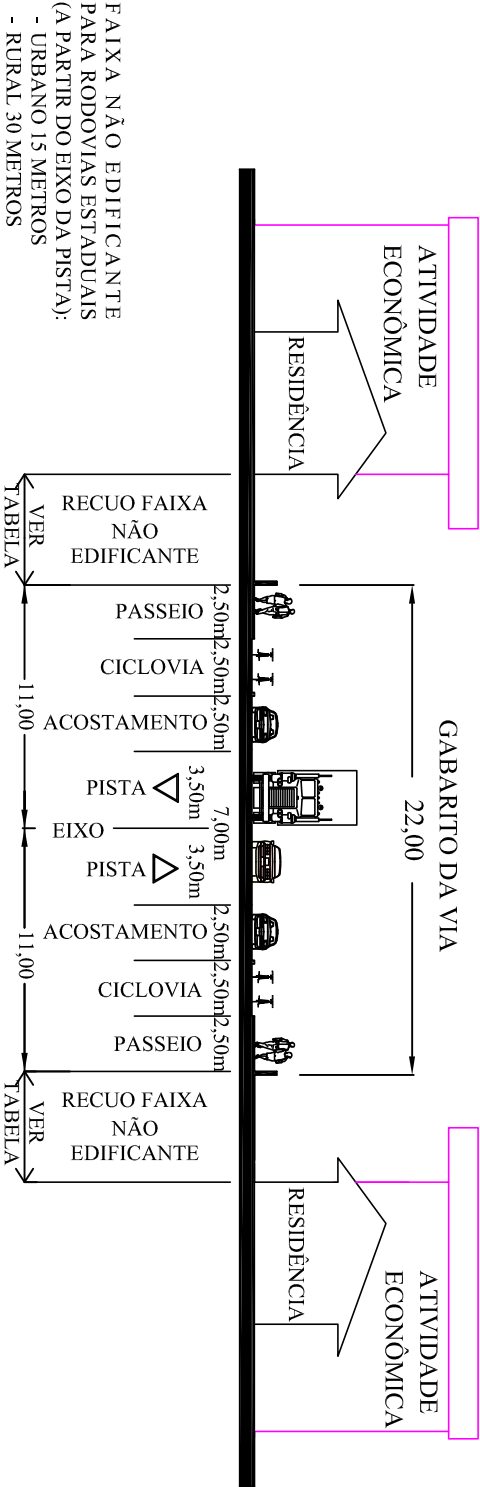 GABARITO DA VIA
22,00
ATIVIDADE
ECONÔMICA
RESIDÊNCIA
ATIVIDADE
ECONÔMICA
RESIDÊNCIA
2,50m
2,50m
2,50m
3,50m
7,00m
3,50m
2,50m
2,50m
2,50m
RECUO FAIXA
NÃO
EDIFICANTE
PASSEIO
CICLOVIA
ACOSTAMENTO
PISTA
EIXO
PISTA
ACOSTAMENTO
CICLOVIA
PASSEIO
RECUO FAIXA
NÃO
EDIFICANTE
VER
TABELA
11,00
11,00
VER
TABELA
FAIXA NÃO EDIFICANTE
PARA RODOVIAS ESTADUAIS
(A PARTIR DO EIXO DA PISTA):
- URBANO 15 METROS
- RURAL 30 METROS